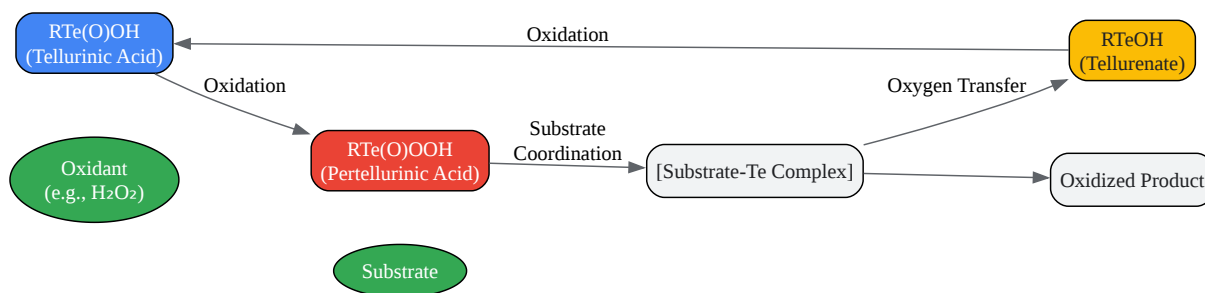 RTe(O)OH
(Tellurinic Acid)
Oxidation
RTeOH
(Tellurenate)
Oxidation
Oxygen Transfer
Oxidant
(e.g., H₂O₂)
RTe(O)OOH
(Pertellurinic Acid)
Substrate
Coordination
[Substrate-Te Complex]
Oxidized Product
Substrate